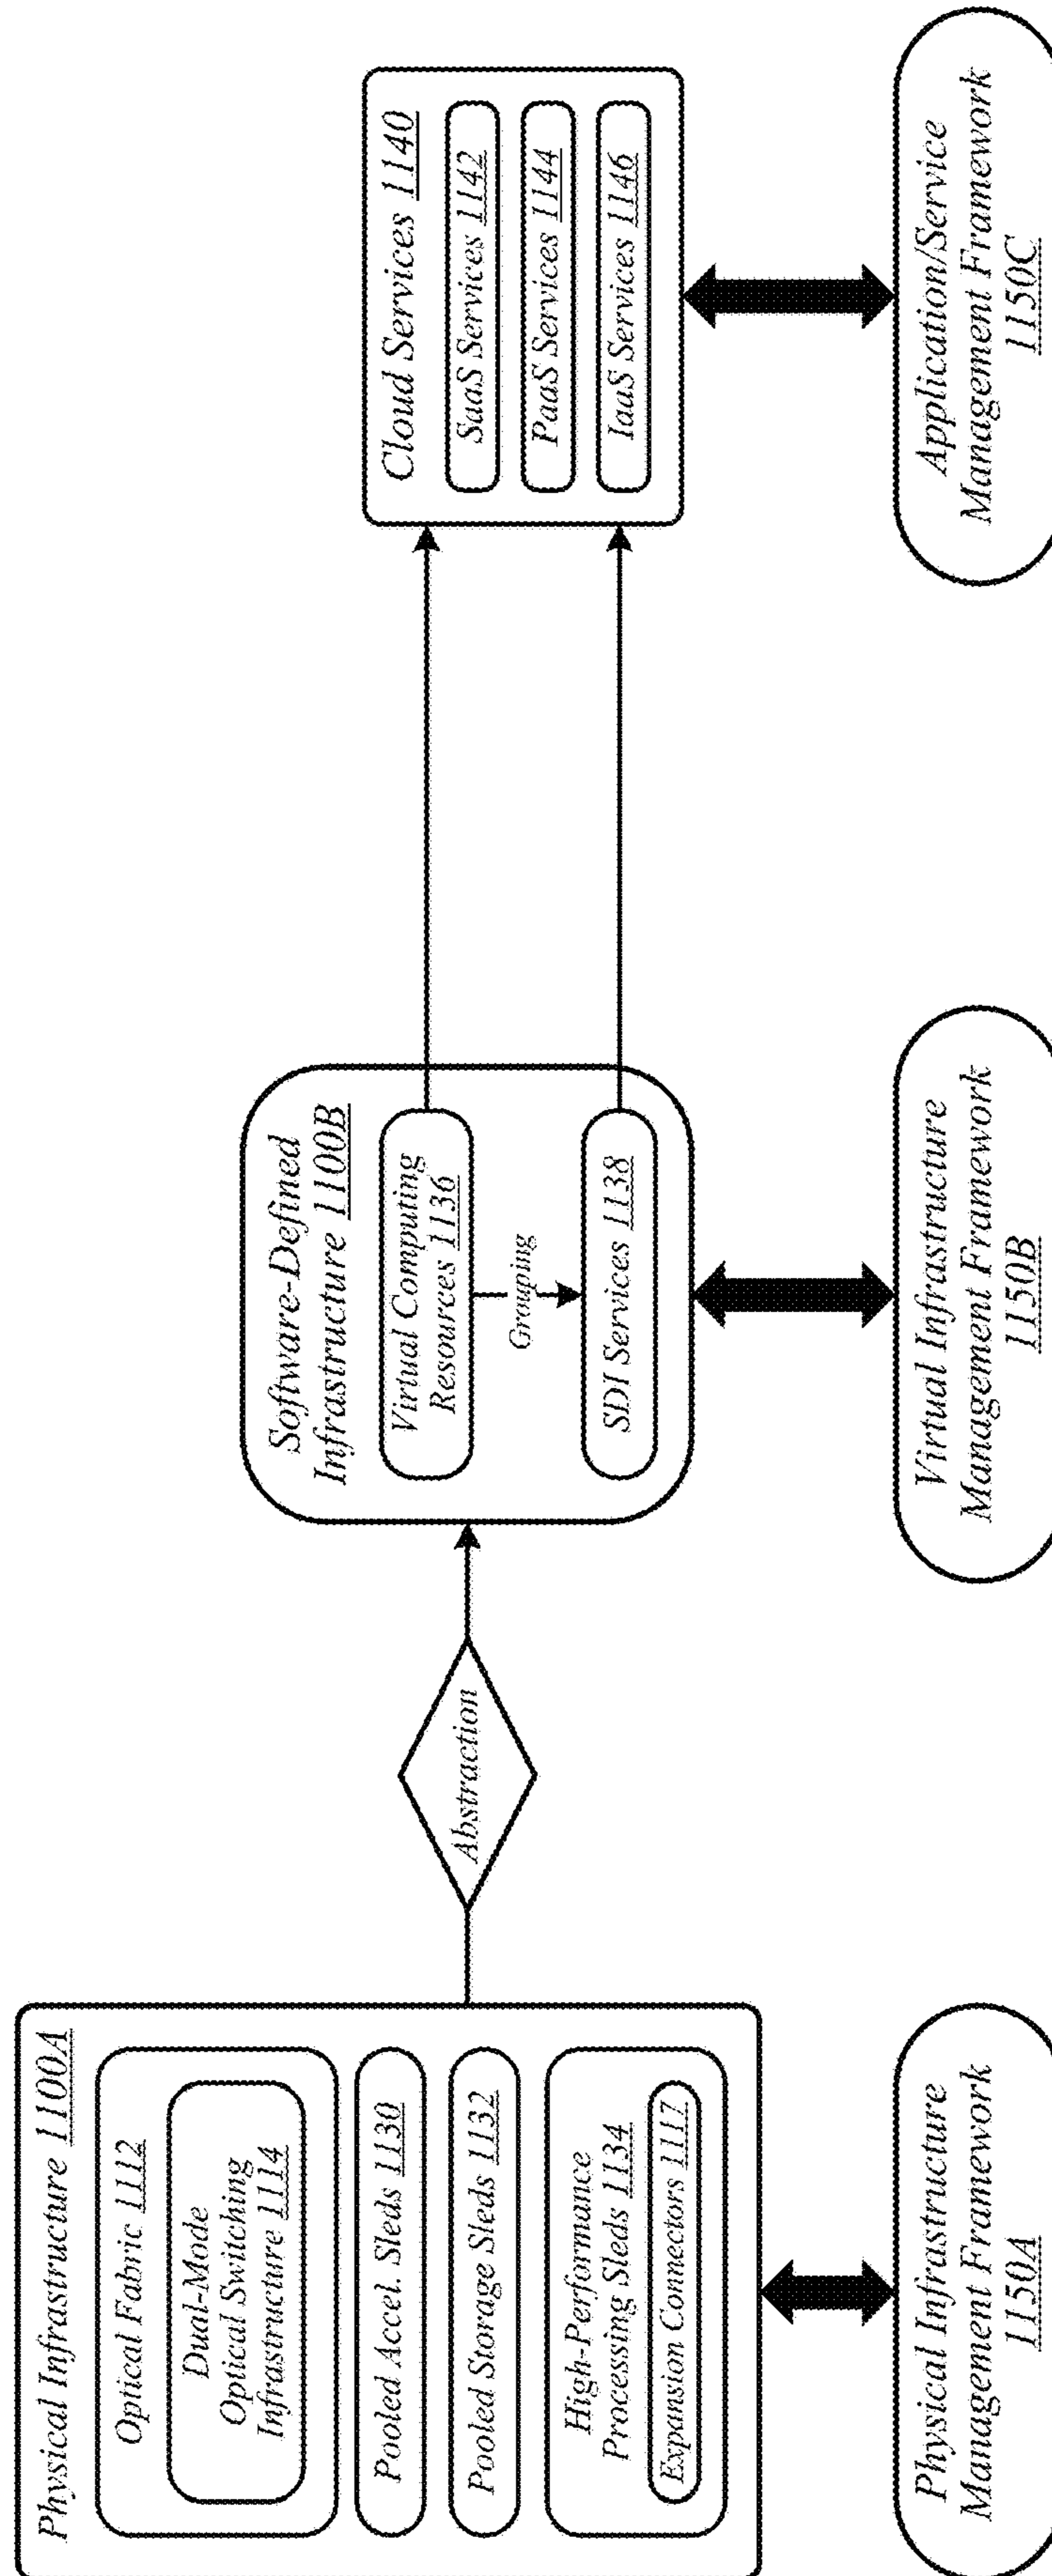 Physical Infrastructure 1100A
Optical Fabric 1112
Dual-Mode
Optical Switching
Infrastructure 1114
Pooled Accel. Sleds 1130
Pooled Storage Sleds 1132
High-Performance
Processing Sleds 1134
Expansion Connectors 1117
Physical Infrastructure
Management Framework
1150A
Abstraction
Software-Defined
Infrastructure 1100B
Virtual Computing
Resources 1136
Grouping
SDI Services 1138
Virtual Infrastructure
Management Framework
1150B
Cloud Services 1140
SaaS Services 1142
PaaS Services 1144
IaaS Services 1146
Application/Service
Management Framework
1150C